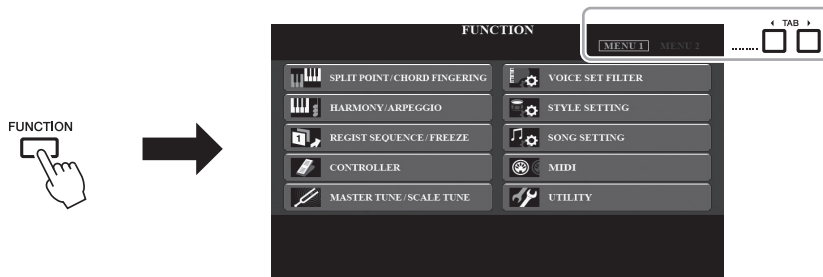 FUNCTION
FUNCTION
MENU 1 MENU 2
◀ TAB ▶
SPLIT POINT/CHORD FINGERING
HARMONY/ARPEGGIO
REGIST SEQUENCE/FREEZE
1
CONTROLLER
MASTER TUNE/SCALE TUNE
VOICE SET FILTER
STYLE SETTING
SONG SETTING
MIDI
UTILITY